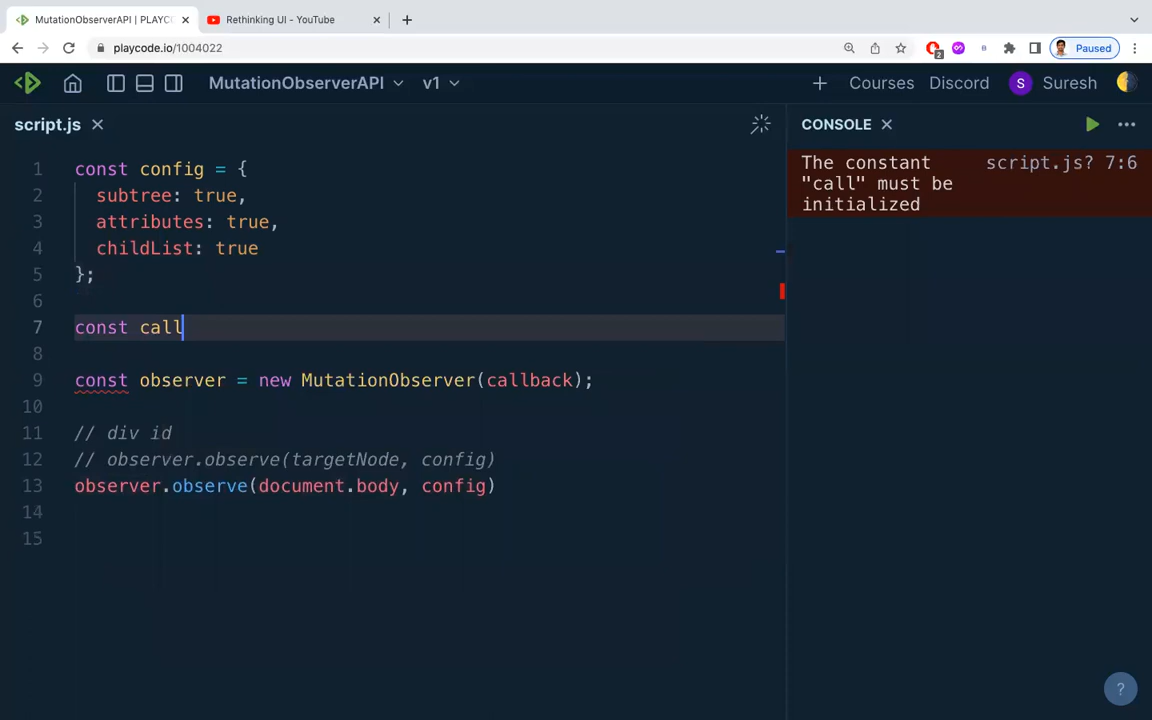 MutationObserverAPI | PLAYCO
Rethinking UI - YouTube
playcode.io/1004022
2
Paused
MutationObserverAPI
v1
Courses
Discord
S
Suresh
script.js
CONSOLE
1 const config = {
2 subtree: true,
3 attributes: true,
4 childList: true
5 };
6
7 const call
8
9 const observer = new MutationObserver(callback);
10
11 // div id
12 // observer.observe(targetNode, config)
13 observer.observe(document.body, config)
14
15
The constant script.js? 7:6
"call" must be
initialized
?